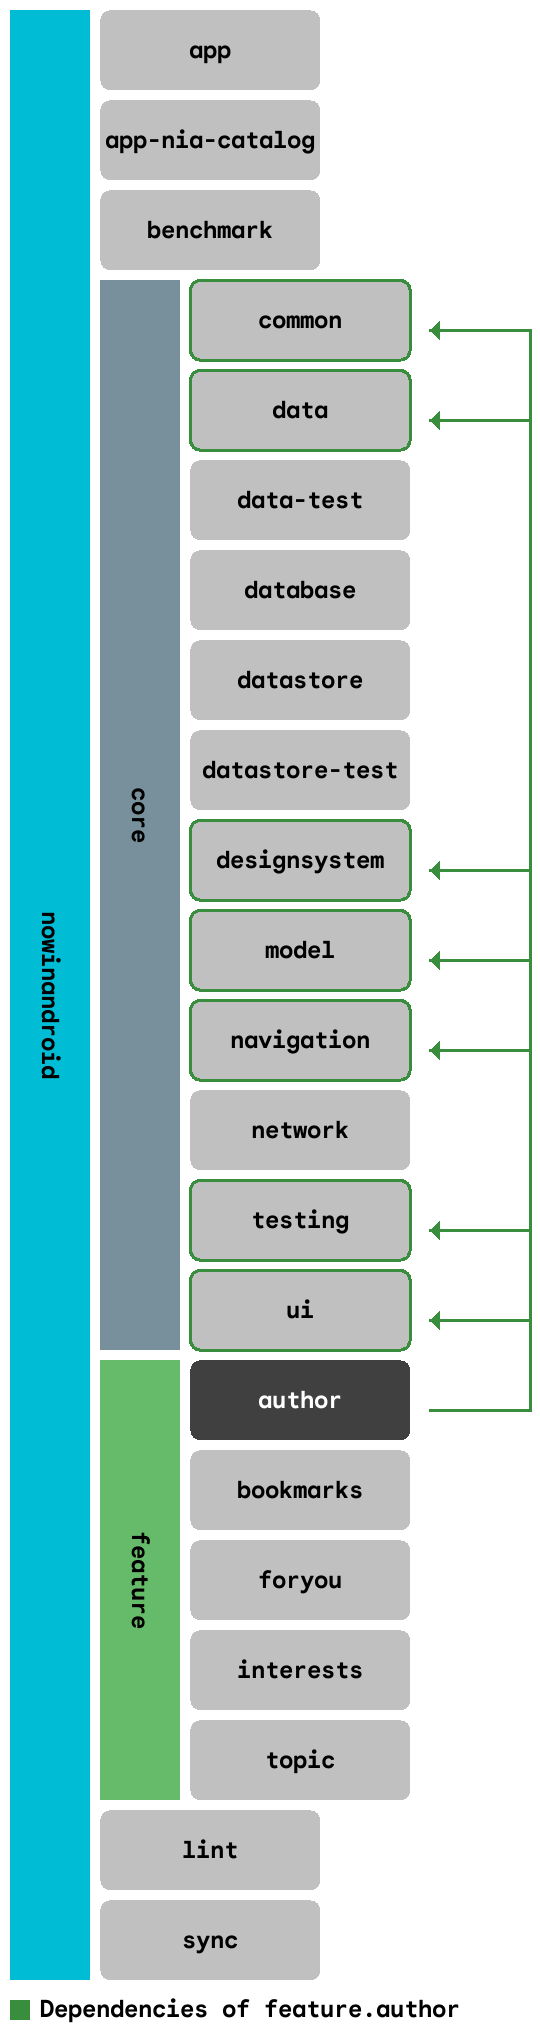 nowinandroid
app
app-nia-catalog
benchmark
core
common
data
data-test
database
datastore
datastore-test
designsystem
model
navigation
network
testing
ui
feature
author
bookmarks
foryou
interests
topic
lint
sync
Dependencies of feature.author